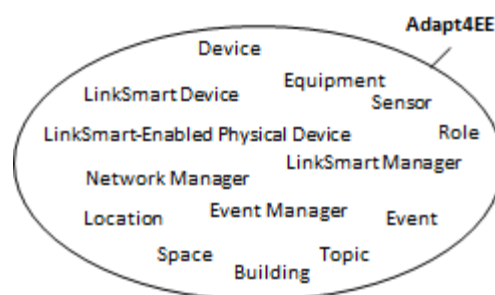 Adapt4EE
Device
Equipment
LinkSmart Device
Sensor
LinkSmart-Enabled Physical Device
Role
LinkSmart Manager
Network Manager
Event Manager
Location
Event
Space
Topic
Building